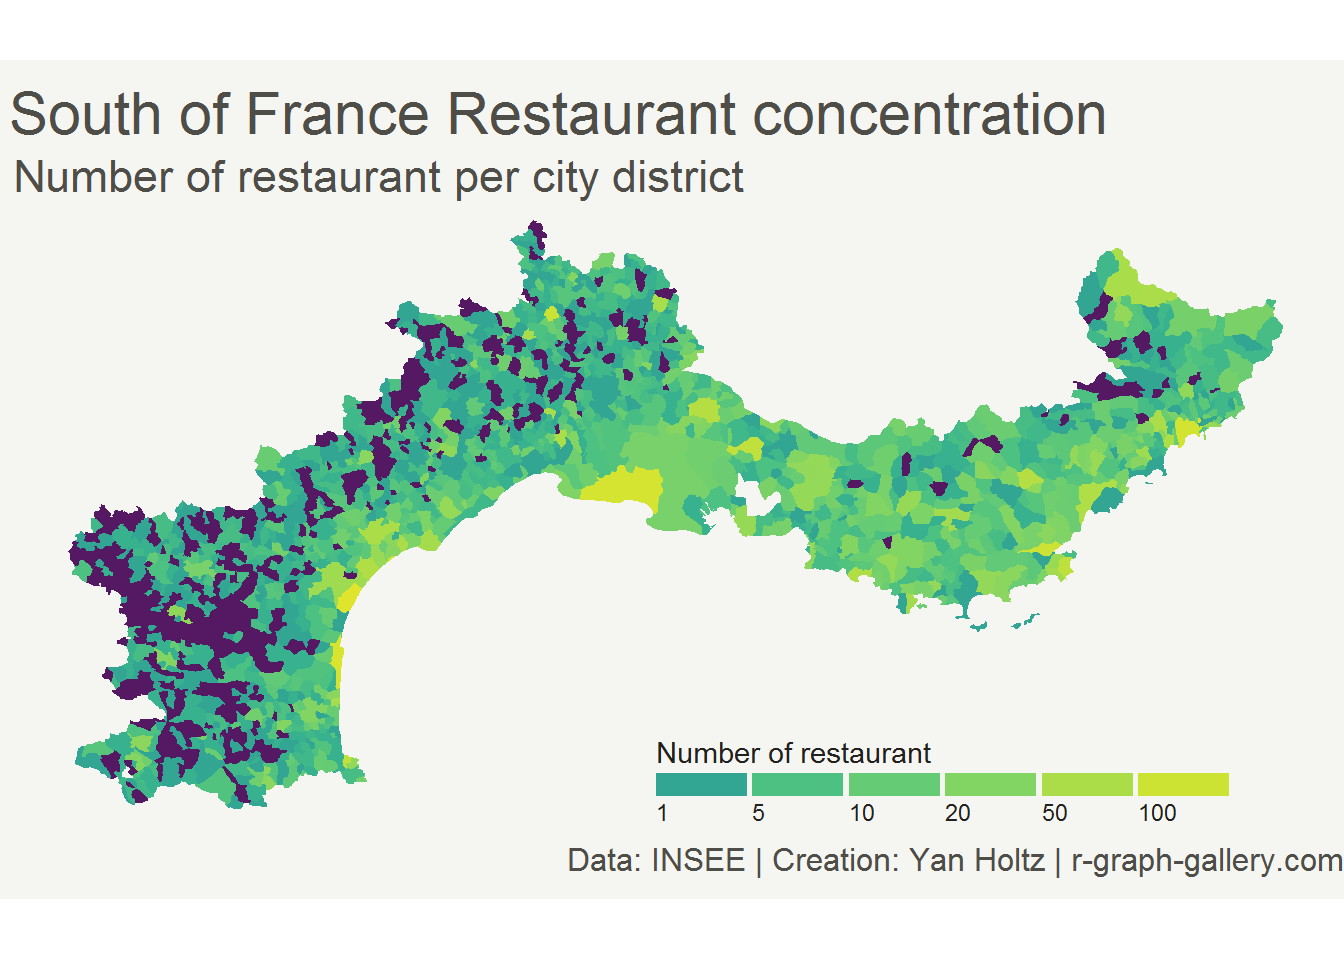 South of France Restaurant concentration
Number of restaurant per city district
Number of restaurant
1 5 10 20 50 100
Data: INSEE | Creation: Yan Holtz | r-graph-gallery.com